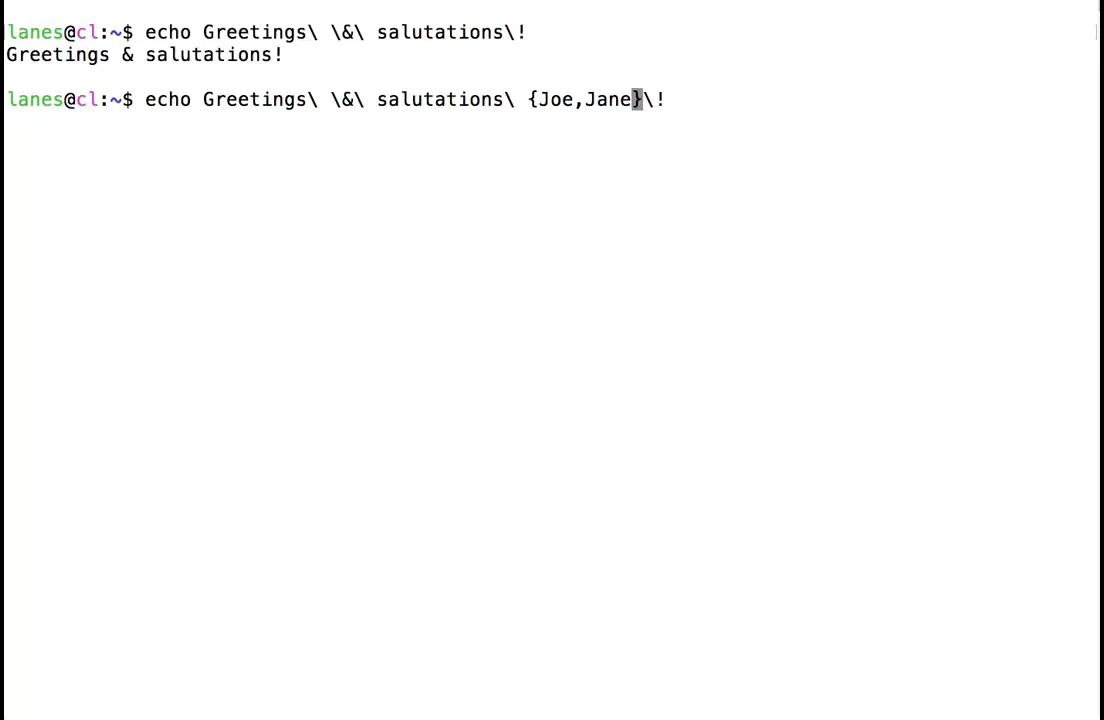 lanes@cl:~$ echo Greetings\ \&\ salutations\!
Greetings & salutations!
lanes@cl:~$ echo Greetings\ \&\ salutations\ {Joe,Jane}\!